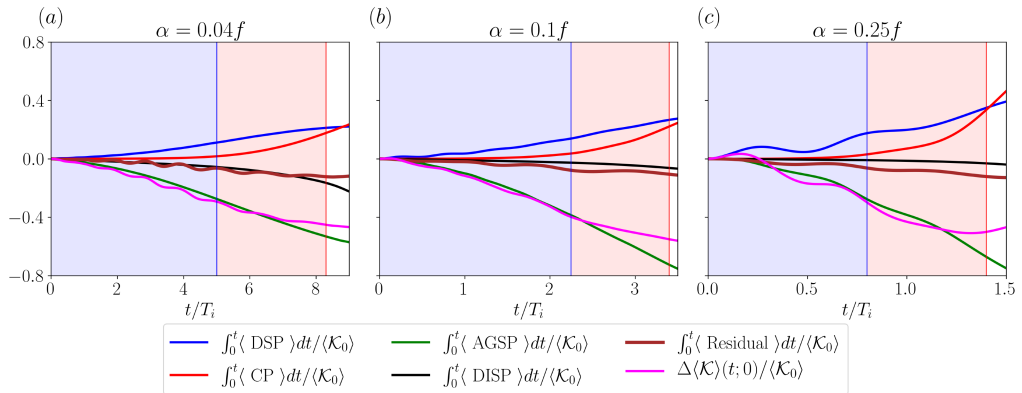 (a) α = 0.04f
(b) α = 0.1f
(c) α = 0.25f
0.8
0.4
0.0
−0.4
−0.8
0 2 4 6 8
0 1 2 3
0.0 0.5 1.0 1.5
t/T_i
t/T_i
t/T_i
∫_0^t⟨ DSP ⟩dt/⟨𝒦_0⟩ ∫_0^t⟨ AGSP ⟩dt/⟨𝒦_0⟩ ∫_0^t⟨ Residual ⟩dt/⟨𝒦_0⟩
∫_0^t⟨ CP ⟩dt/⟨𝒦_0⟩ ∫_0^t⟨ DISP ⟩dt/⟨𝒦_0⟩ Δ⟨𝒦⟩(t;0)/⟨𝒦_0⟩